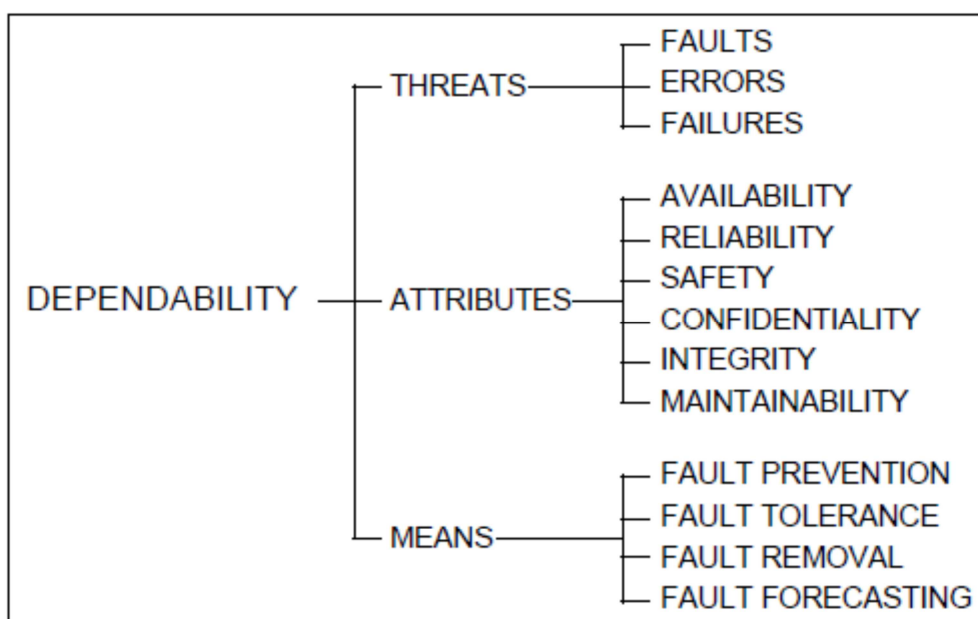 FAULTS
THREATS
ERRORS
FAILURES
AVAILABILITY
RELIABILITY
SAFETY
DEPENDABILITY
ATTRIBUTES
CONFIDENTIALITY
INTEGRITY
MAINTAINABILITY
FAULT PREVENTION
FAULT TOLERANCE
MEANS
FAULT REMOVAL
FAULT FORECASTING